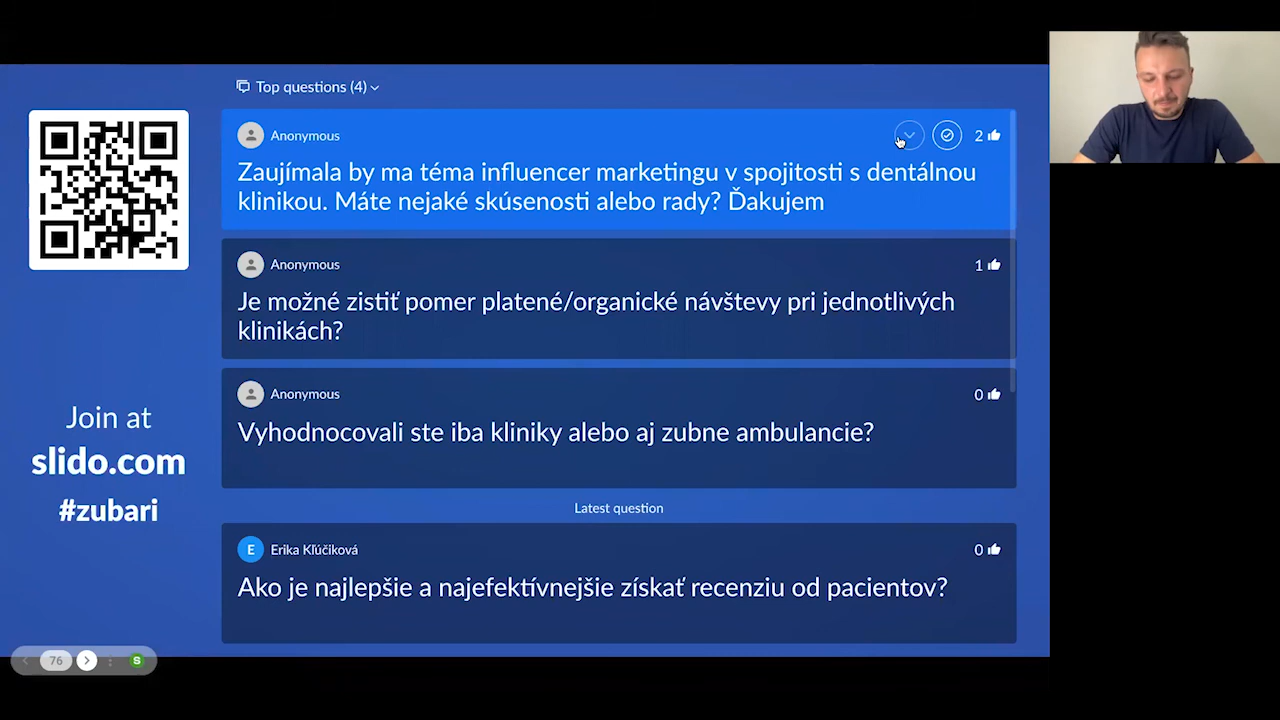 Top questions (4)
Anonymous
2
Zaujímala by ma téma influencer marketingu v spojitosti s dentálnou
klinikou. Máte nejaké skúsenosti alebo rady? Ďakujem
Anonymous
1
Je možné zistiť pomer platené/organické návštevy pri jednotlivých
klinikách?
Anonymous
0
Vyhodnocovali ste iba kliniky alebo aj zubne ambulancie?
Latest question
E
Erika Kľúčiková
0
Ako je najlepšie a najefektívnejšie získať recenziu od pacientov?
Join at
slido.com
#zubari
76
S